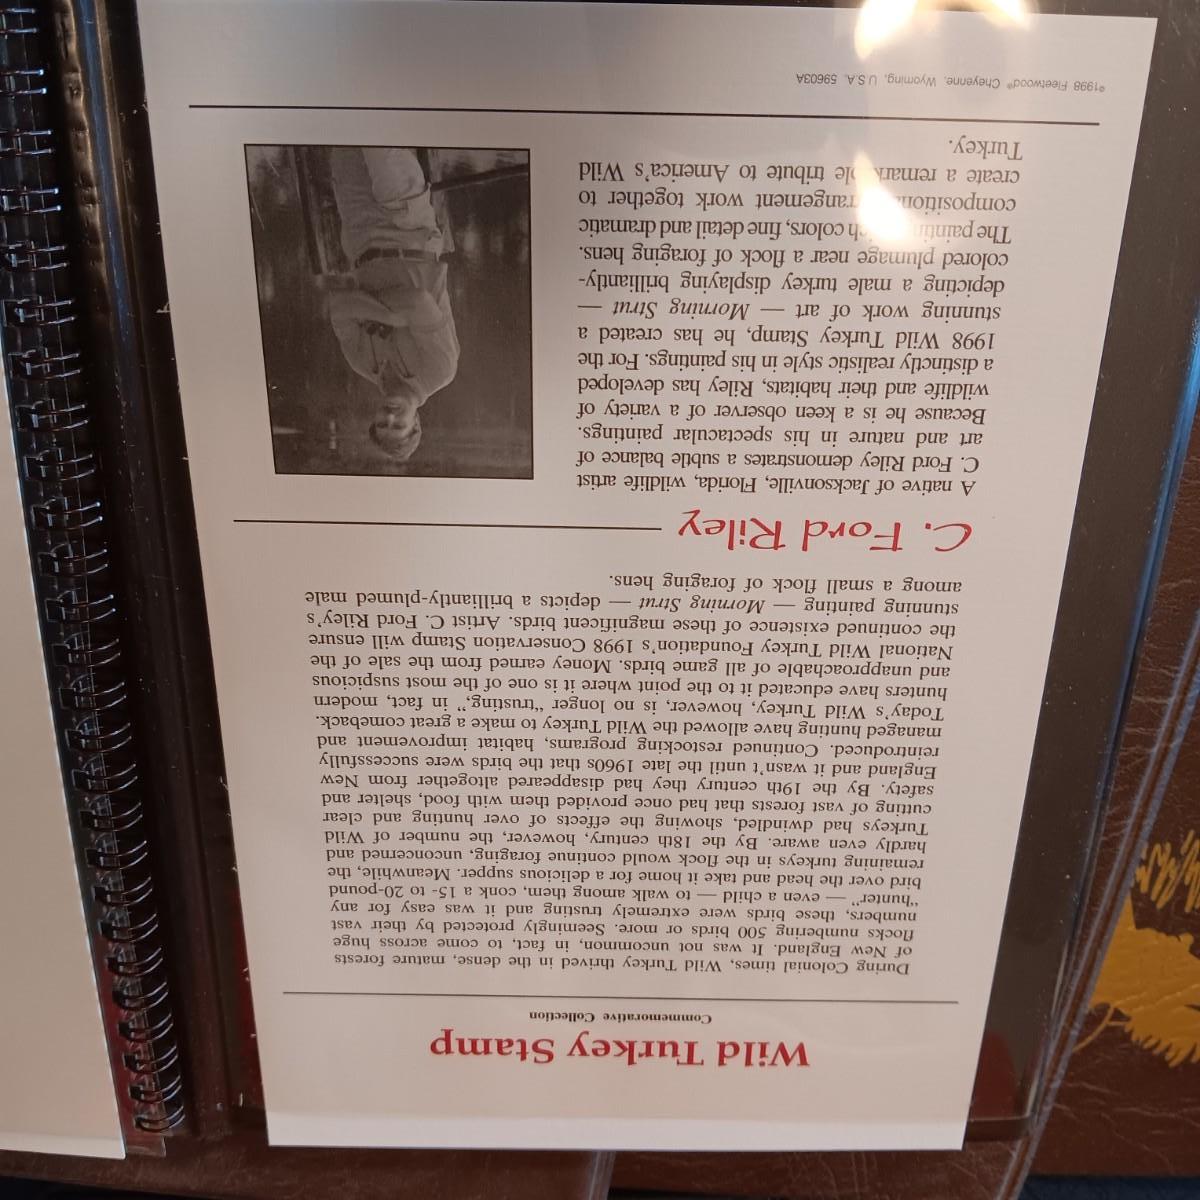 Wild Turkey Stamp
Commemorative Collection
During Colonial times, Wild Turkey thrived in the dense, mature forests
of New England. It was not uncommon, in fact, to come across huge
flocks numbering 500 birds or more. Seemingly protected by their vast
numbers, these birds were extremely trusting and it was easy for any
"hunter" — even a child — to walk among them, conk a 15- to 20-pound
bird over the head and take it home for a delicious supper. Meanwhile, the
remaining turkeys in the flock would continue foraging, unconcerned and
hardly even aware. By the 18th century, however, the number of Wild
Turkeys had dwindled, showing the effects of over hunting and clear
cutting of vast forests that had once provided them with food, shelter and
safety. By the 19th century they had disappeared altogether from New
England and it wasn't until the late 1960s that the birds were successfully
reintroduced. Continued restocking programs, habitat improvement and
managed hunting have allowed the Wild Turkey to make a great comeback.
Today's Wild Turkey, however, is no longer "trusting," in fact, modern
hunters have educated it to the point where it is one of the most suspicious
and unapproachable of all game birds. Money earned from the sale of the
National Wild Turkey Foundation's 1998 Conservation Stamp will ensure
the continued existence of these magnificent birds. Artist C. Ford Riley's
stunning painting — Morning Strut — depicts a brilliantly-plumed male
among a small flock of foraging hens.
C. Ford Riley
A native of Jacksonville, Florida, wildlife artist
C. Ford Riley demonstrates a subtle balance of
art and nature in his spectacular paintings.
Because he is a keen observer of a variety of
wildlife and their habitats, Riley has developed
a distinctly realistic style in his paintings. For the
1998 Wild Turkey Stamp, he has created a
stunning work of art — Morning Strut —
depicting a male turkey displaying brilliantly-
colored plumage near a flock of foraging hens.
The painting's rich colors, fine detail and dramatic
compositional arrangement work together to
create a remarkable tribute to America's Wild
Turkey.
©1998 Fleetwood® Cheyenne, Wyoming, U.S.A. 59603A